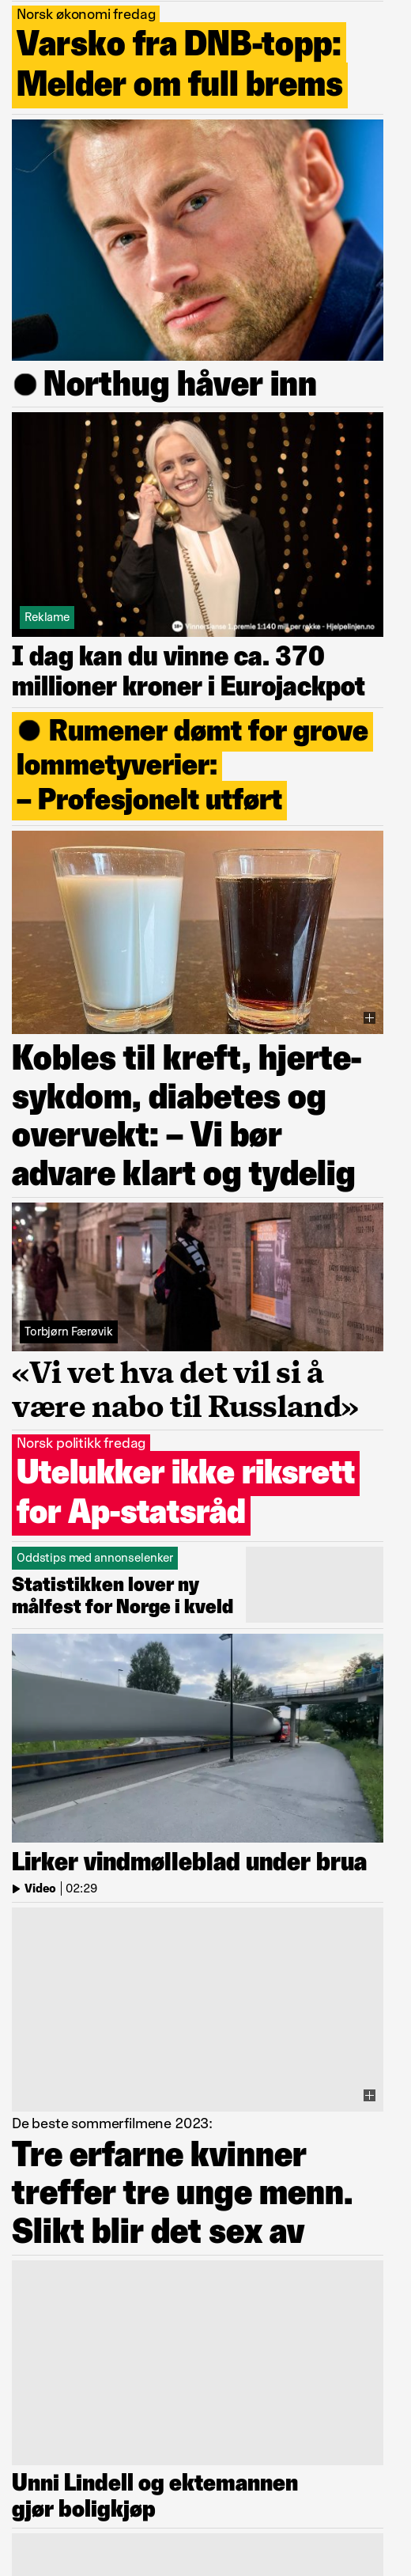 Norsk økonomi fredag
Varsko fra DNB-topp:
Melder om full brems
Northug håver inn
Reklame
Vinnersjanse 1.premie 1:140 mill per rekke - Hjelpelinjen.no
I dag kan du vinne ca. 370
millioner kroner i Eurojackpot
Rumener dømt for grove
lommetyverier:
– Profesjonelt utført
Kobles til kreft, hjerte-
sykdom, diabetes og
overvekt: – Vi bør
advare klart og tydelig
Torbjørn Færøvik
«Vi vet hva det vil si å
være nabo til Russland»
Norsk politikk fredag
Utelukker ikke riksrett
for Ap-statsråd
Oddstips med annonselenker
Statistikken lover ny
målfest for Norge i kveld
Lirker vindmølleblad under brua
Video | 02:29
De beste sommerfilmene 2023:
Tre erfarne kvinner
treffer tre unge menn.
Slikt blir det sex av
Unni Lindell og ektemannen
gjør boligkjøp